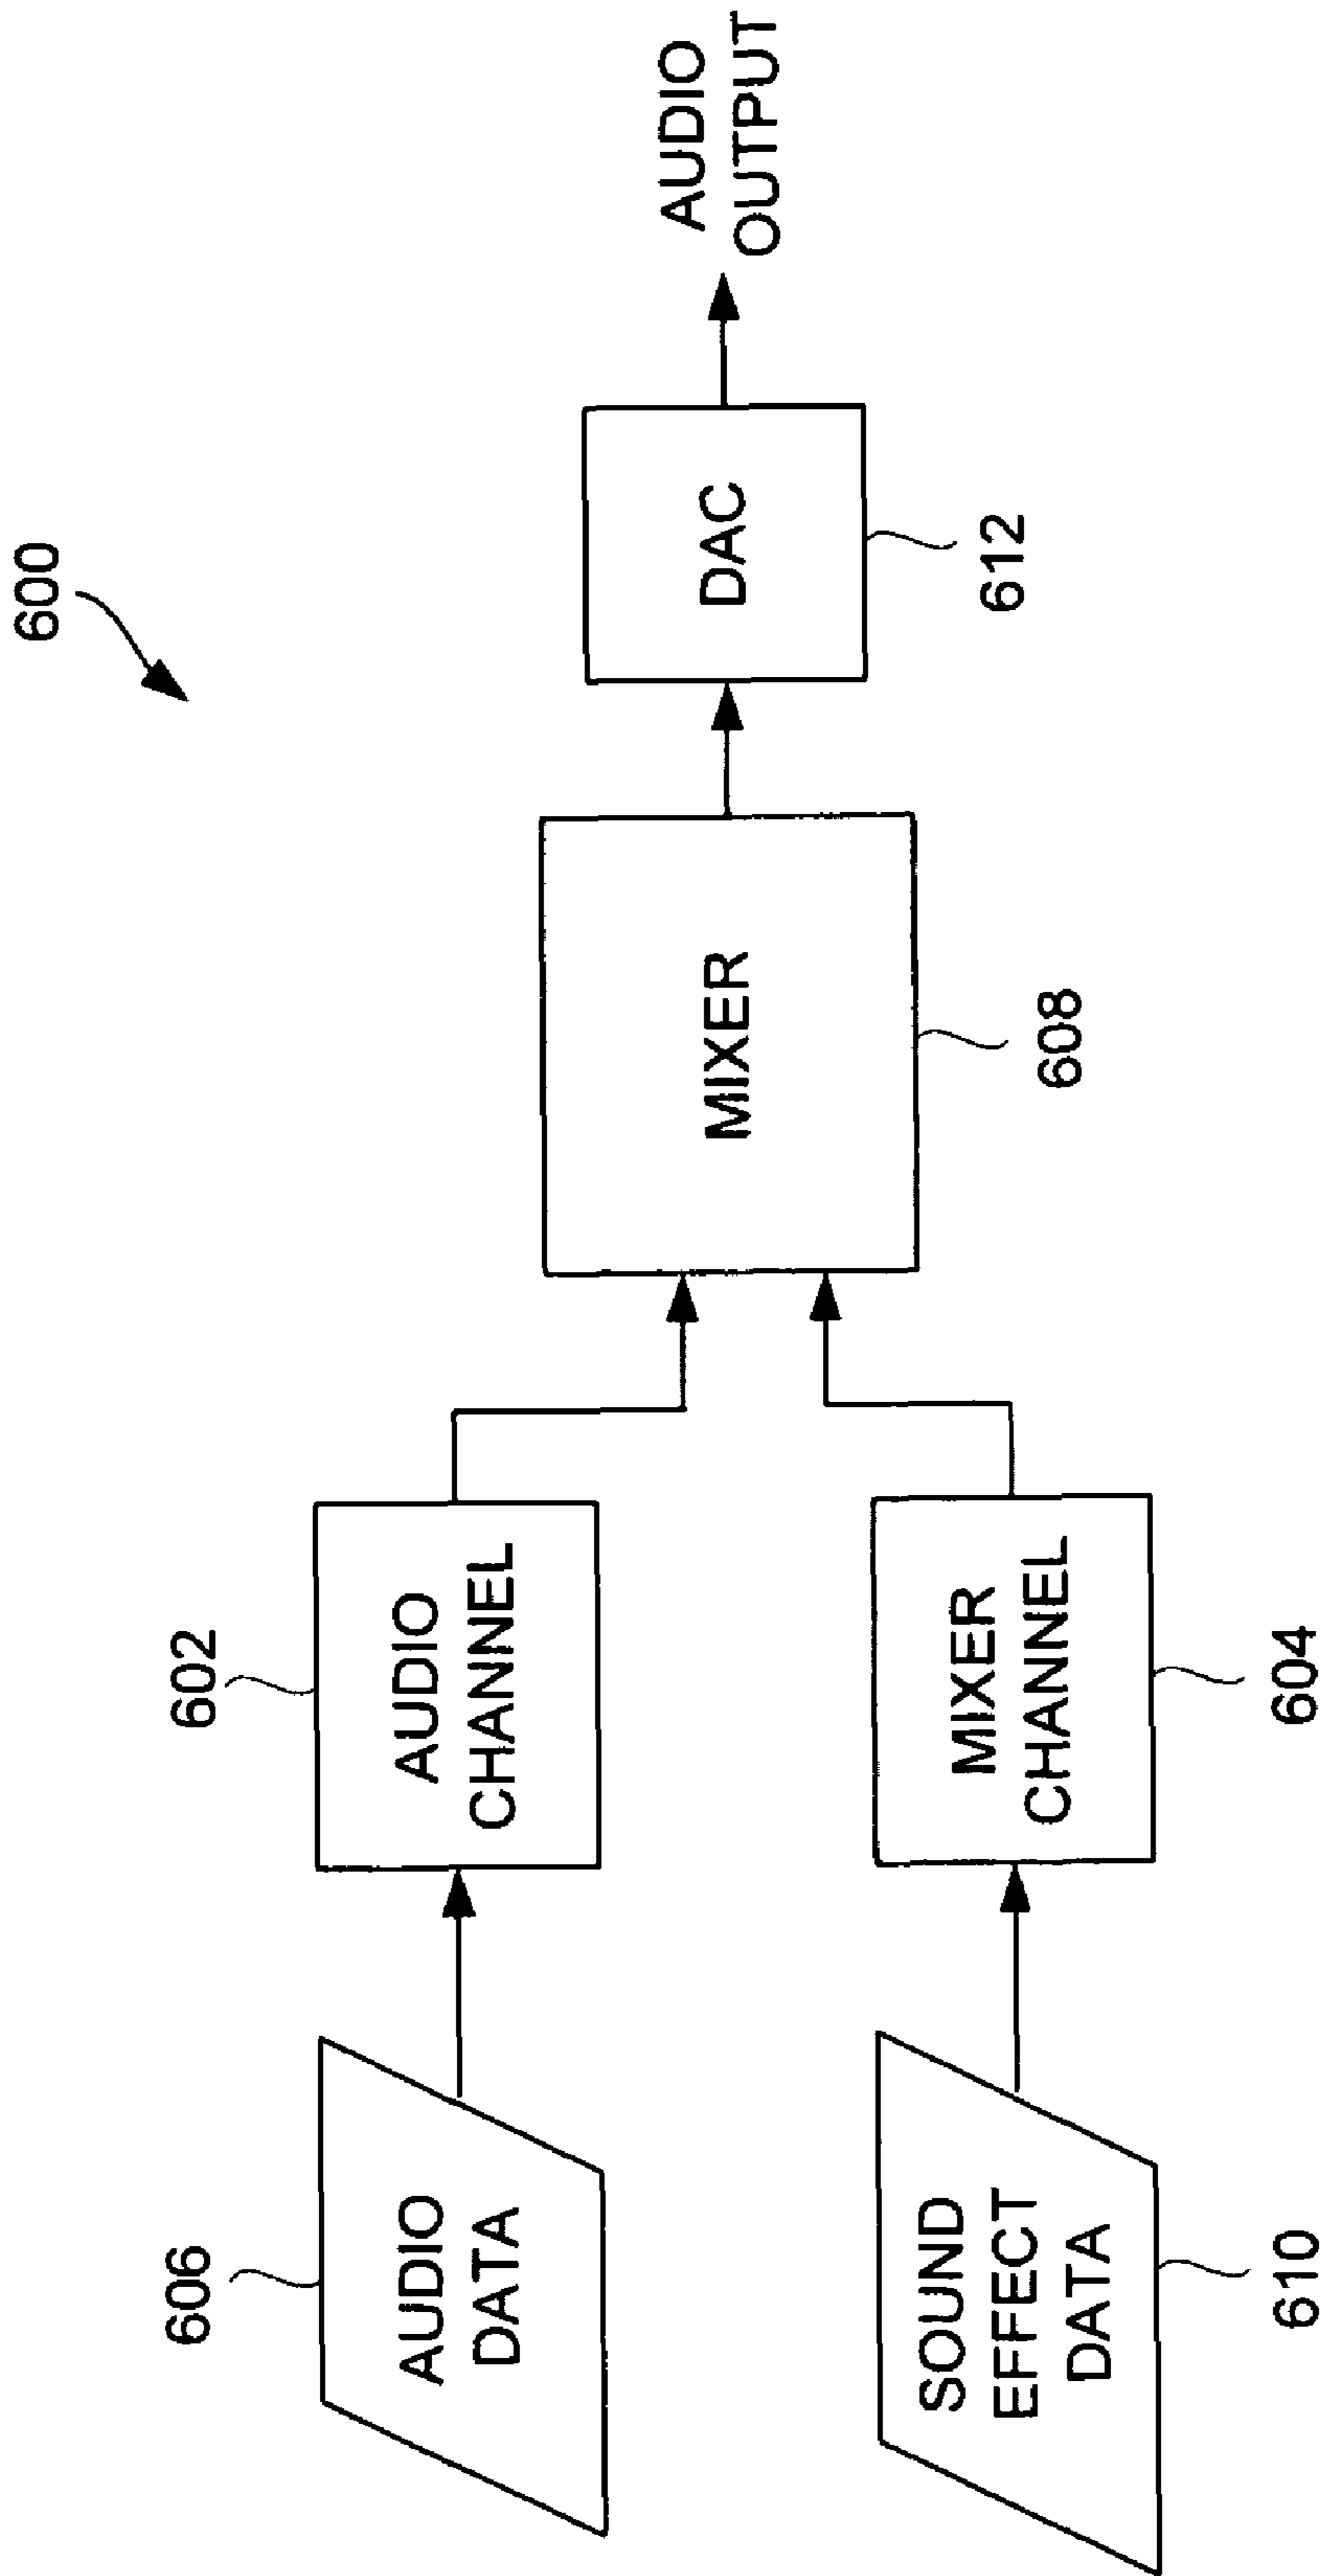 600
606
AUDIO
DATA
602
AUDIO
CHANNEL
SOUND
EFFECT
DATA
610
MIXER
CHANNEL
604
MIXER
608
DAC
612
AUDIO
OUTPUT